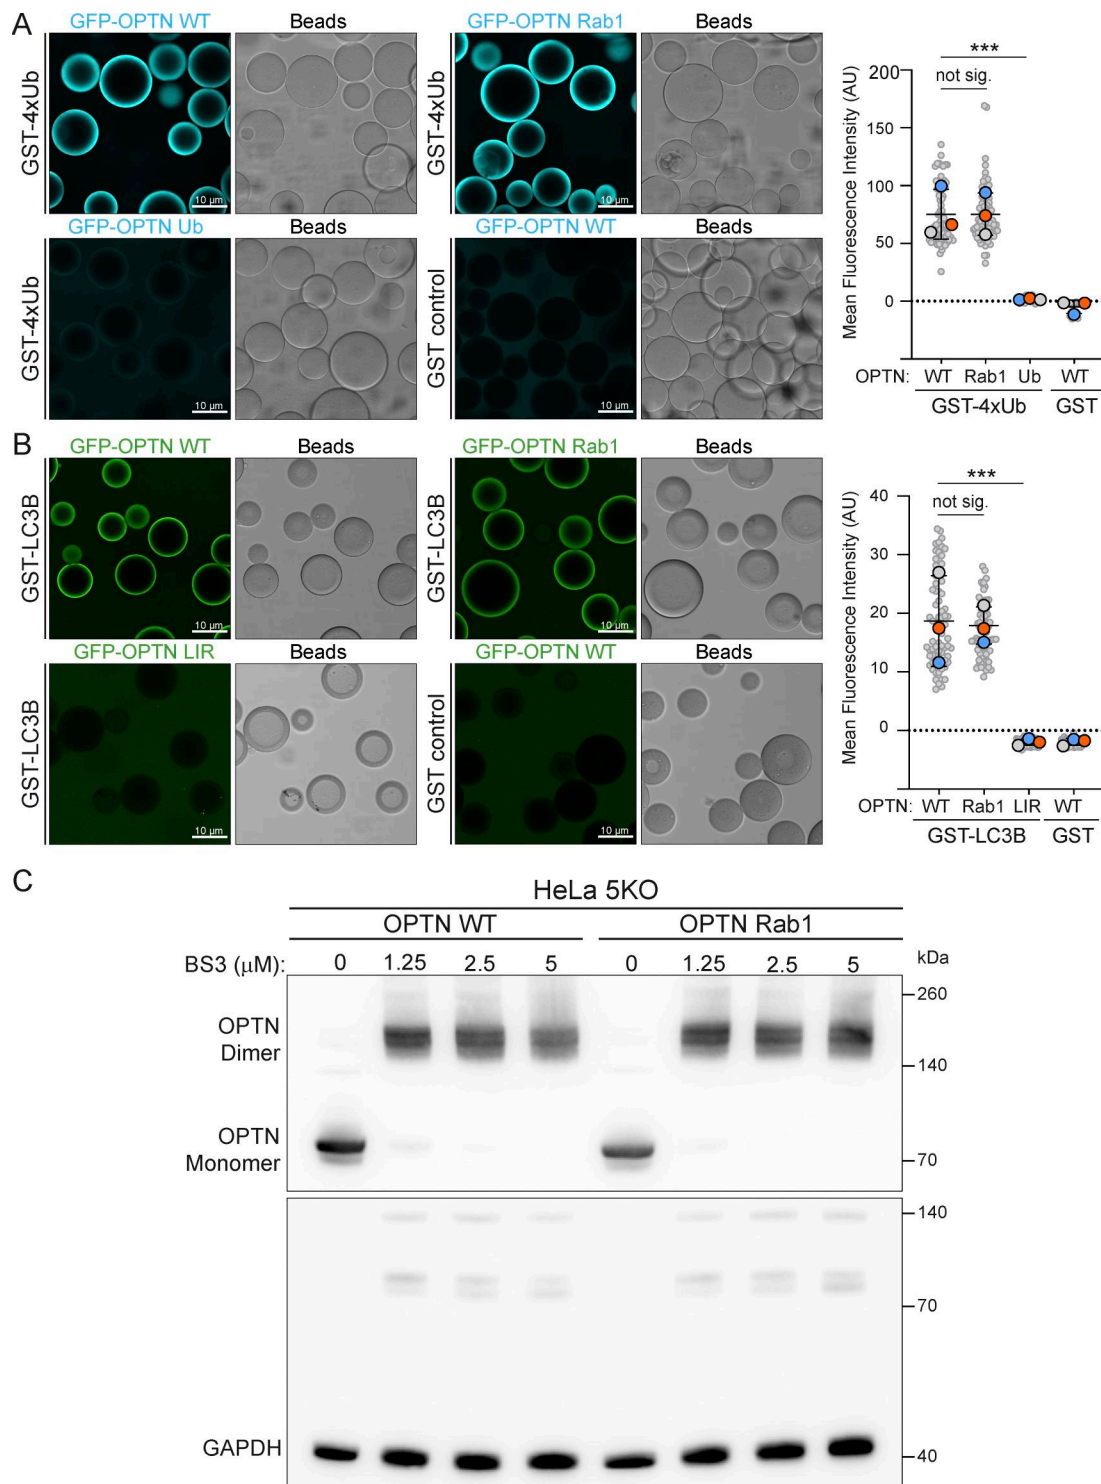 A
GFP-OPTN WT
Beads
GFP-OPTN Rab1
Beads
GST-4xUb
10 µm
GST-4xUb
10 µm
GFP-OPTN Ub
Beads
GFP-OPTN WT
Beads
GST-4xUb
10 µm
GST control
10 µm
Mean Fluorescence Intensity (AU)
200
150
100
50
0
***
not sig.
OPTN: WT Rab1 Ub WT
GST-4xUb GST
B
GFP-OPTN WT
Beads
GFP-OPTN Rab1
Beads
GST-LC3B
10 µm
GST-LC3B
10 µm
GFP-OPTN LIR
Beads
GFP-OPTN WT
Beads
GST-LC3B
10 µm
GST control
10 µm
Mean Fluorescence Intensity (AU)
40
30
20
10
0
***
not sig.
OPTN: WT Rab1 LIR WT
GST-LC3B GST
C
HeLa 5KO
OPTN WT OPTN Rab1
BS3 (µM): 0 1.25 2.5 5 0 1.25 2.5 5 kDa
260
OPTN
Dimer
140
OPTN
Monomer
70
140
70
GAPDH
40